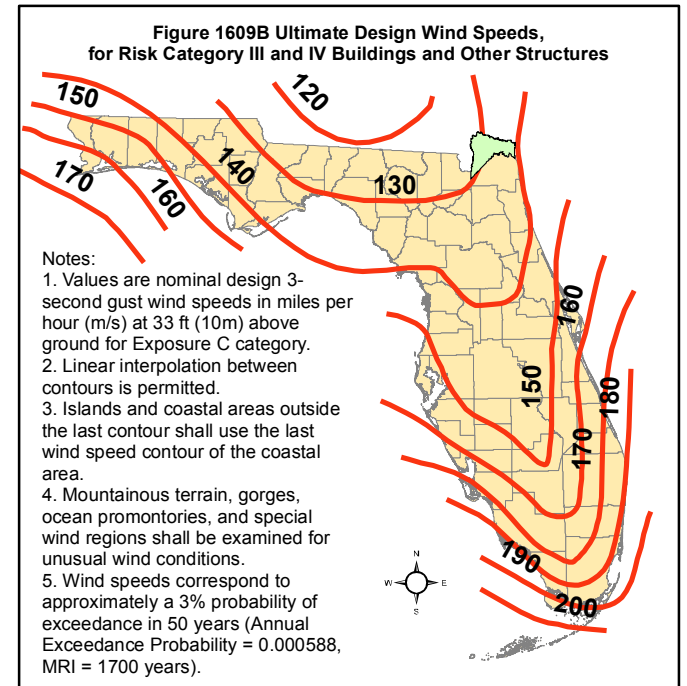 Figure 1609B Ultimate Design Wind Speeds,
for Risk Category III and IV Buildings and Other Structures
150
120
140
130
170
160
Notes:
1. Values are nominal design 3-
second gust wind speeds in miles per
hour (m/s) at 33 ft (10m) above
ground for Exposure C category.
2. Linear interpolation between
contours is permitted.
3. Islands and coastal areas outside
the last contour shall use the last
wind speed contour of the coastal
area.
4. Mountainous terrain, gorges,
ocean promontories, and special
wind regions shall be examined for
unusual wind conditions.
5. Wind speeds correspond to
approximately a 3% probability of
exceedance in 50 years (Annual
Exceedance Probability = 0.000588,
MRI = 1700 years).
160
150
180
170
190
200
N
W E
S